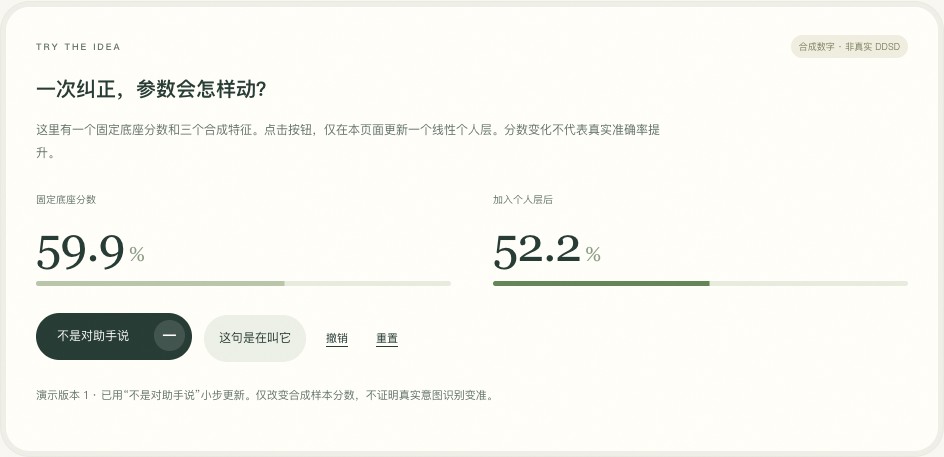 TRY THE IDEA
合成数字 · 非真实 DDSD
一次纠正，参数会怎样动？
这里有一个固定底座分数和三个合成特征。点击按钮，仅在本页面更新一个线性个人层。分数变化不代表真实准确率提
升。
固定底座分数
加入个人层后
59.9 %
52.2 %
不是对助手说 —
这句是在叫它
撤销
重置
演示版本 1 · 已用“不是对助手说”小步更新。仅改变合成样本分数，不证明真实意图识别变准。